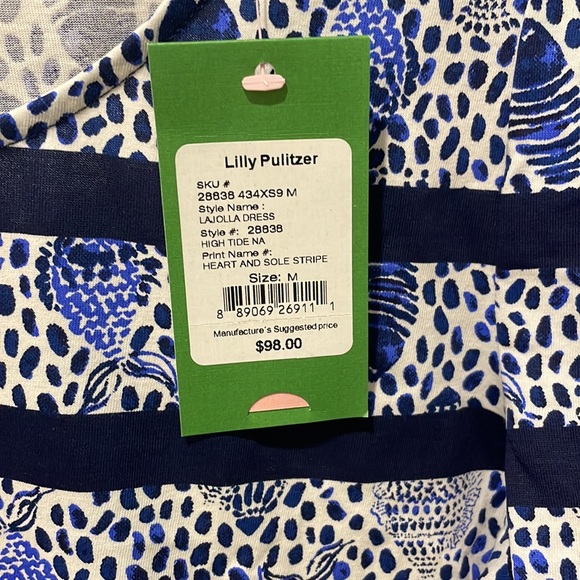 Lilly Pulitzer
SKU #
28838 434XS9 M
Style Name :
LAJOLLA DRESS
Style #: 28838
HIGH TIDE NA
Print Name #:
HEART AND SOLE STRIPE
Size: M
8 89069 26911 1
Manufacture's Suggested price
$98.00